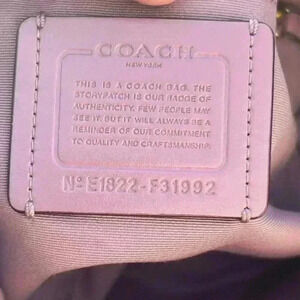 COACH
NEW YORK
THIS IS A COACH BAG. THE
STORYPATCH IS OUR BADGE OF
AUTHENTICITY. FEW PEOPLE MAY
SEE IT. BUT IT WILL ALWAYS BE A
REMINDER OF OUR COMMITMENT
TO QUALITY AND CRAFTSMANSHIP.
Nº E1822-F31992